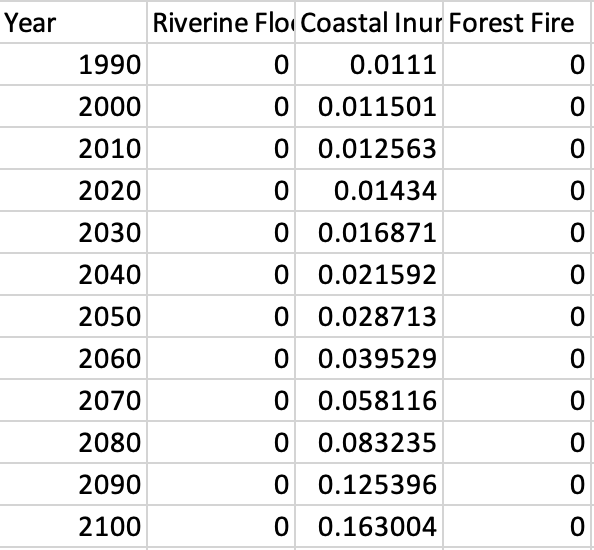 Year Riverine Floo Coastal Inun Forest Fire
1990 0 0.0111 0
2000 0 0.011501 0
2010 0 0.012563 0
2020 0 0.01434 0
2030 0 0.016871 0
2040 0 0.021592 0
2050 0 0.028713 0
2060 0 0.039529 0
2070 0 0.058116 0
2080 0 0.083235 0
2090 0 0.125396 0
2100 0 0.163004 0